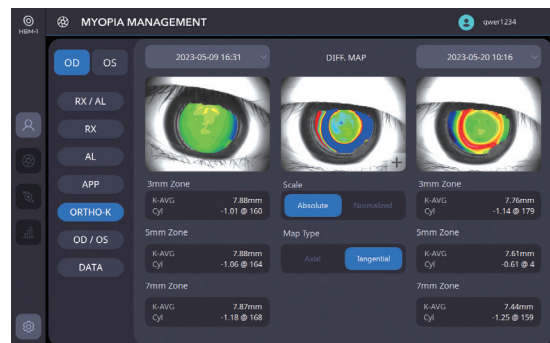 HBM-1
MYOPIA MANAGEMENT
qwer1234
OD OS
RX / AL
RX
AL
APP
ORTHO-K
OD / OS
DATA
2023-05-09 16:31
3mm Zone
K-AVG 7.88mm
Cyl -1.01 @ 160
5mm Zone
K-AVG 7.88mm
Cyl -1.06 @ 164
7mm Zone
K-AVG 7.87mm
Cyl -1.18 @ 168
DIFF. MAP
Scale
Absolute Normalized
Map Type
Axial Tangential
2023-05-20 10:16
3mm Zone
K-AVG 7.76mm
Cyl -1.14 @ 179
5mm Zone
K-AVG 7.61mm
Cyl -0.61 @ 4
7mm Zone
K-AVG 7.44mm
Cyl -1.25 @ 159